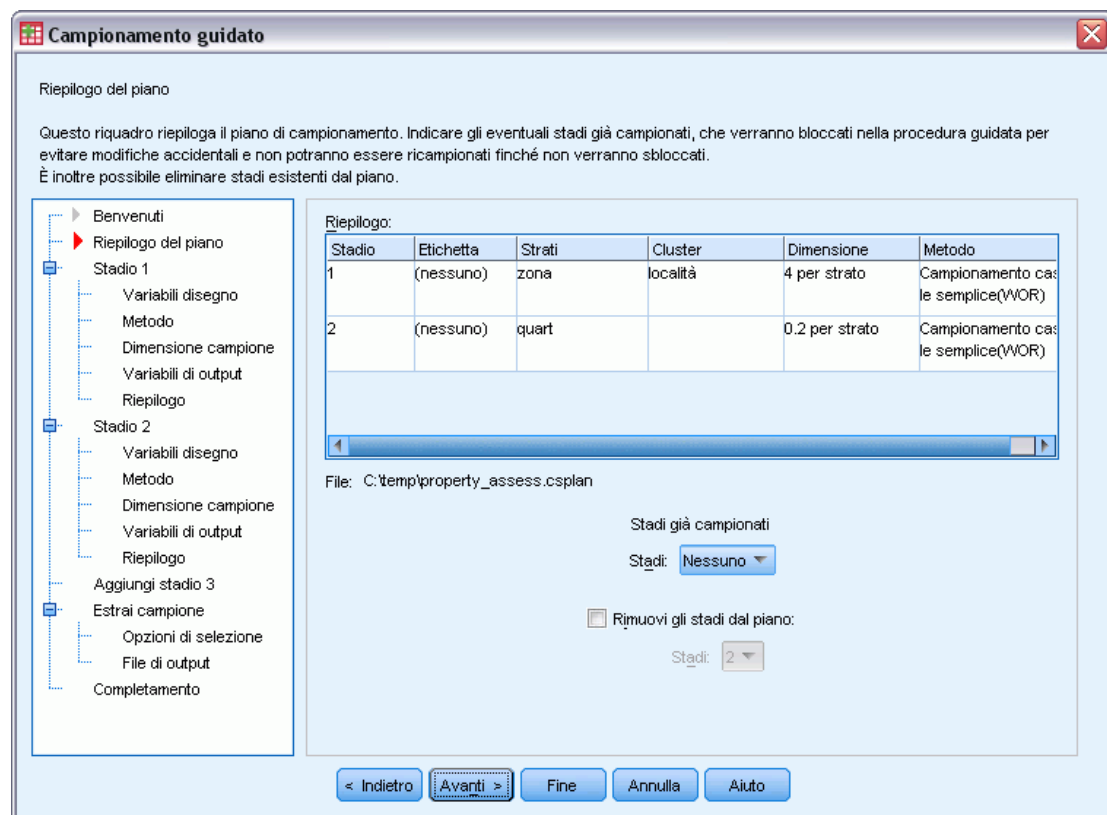 Campionamento guidato
Riepilogo del piano
Questo riquadro riepiloga il piano di campionamento. Indicare gli eventuali stadi già campionati, che verranno bloccati nella procedura guidata per
evitare modifiche accidentali e non potranno essere ricampionati finché non verranno sbloccati.
È inoltre possibile eliminare stadi esistenti dal piano.
Benvenuti
Riepilogo del piano
Stadio 1
Variabili disegno
Metodo
Dimensione campione
Variabili di output
Riepilogo
Stadio 2
Variabili disegno
Metodo
Dimensione campione
Variabili di output
Riepilogo
Aggiungi stadio 3
Estrai campione
Opzioni di selezione
File di output
Completamento
Riepilogo:
Stadio Etichetta Strati Cluster Dimensione Metodo
1 (nessuno) zona località 4 per strato Campionamento cas
le semplice(WOR)
2 (nessuno) quart 0.2 per strato Campionamento cas
le semplice(WOR)
File: C:\temp\property_assess.csplan
Stadi già campionati
Stadi: Nessuno
Rimuovi gli stadi dal piano:
Stadi: 2
< Indietro Avanti > Fine Annulla Aiuto